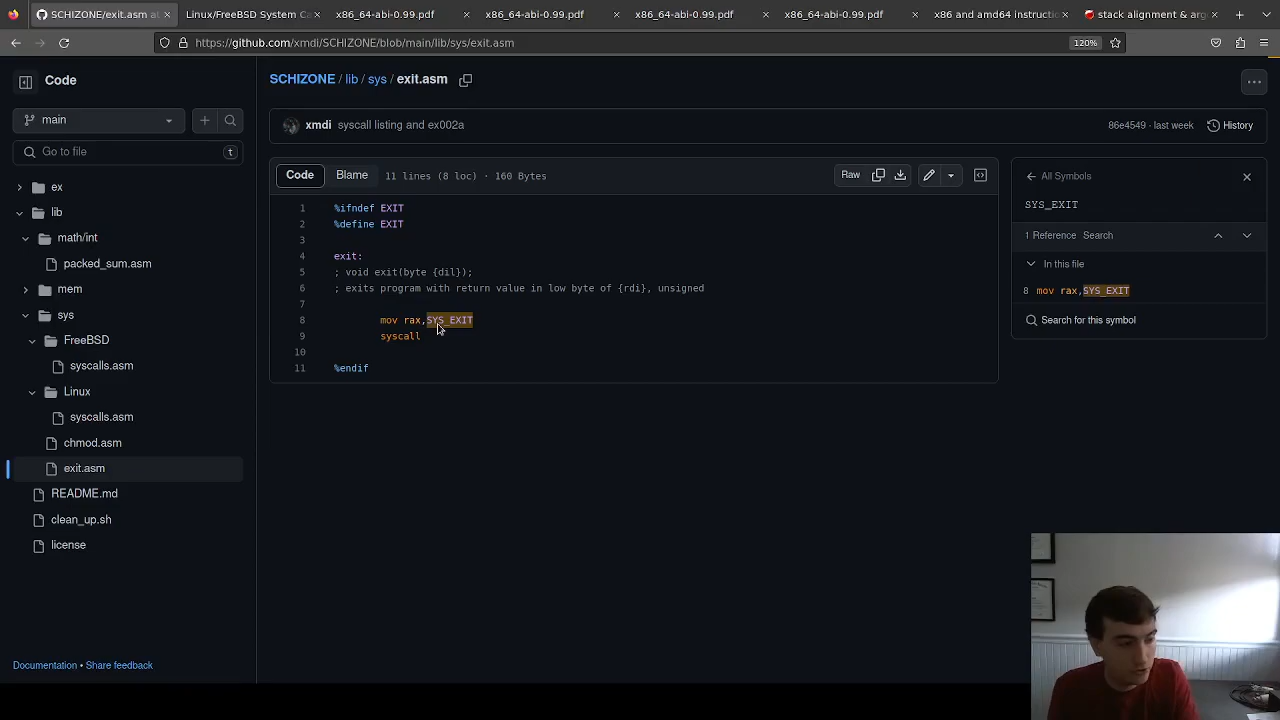 SCHIZONE/exit.asm at
Linux/FreeBSD System Ca
x86_64-abi-0.99.pdf
x86_64-abi-0.99.pdf
x86_64-abi-0.99.pdf
x86_64-abi-0.99.pdf
x86 and amd64 instructio
stack alignment & arg
https://github.com/xmdi/SCHIZONE/blob/main/lib/sys/exit.asm
120%
Code
SCHIZONE / lib / sys / exit.asm
main
xmdi syscall listing and ex002a
86e4549 · last week
History
Go to file
t
Code
Blame
11 lines (8 loc) · 160 Bytes
Raw
All Symbols
ex
lib
math/int
packed_sum.asm
mem
sys
FreeBSD
syscalls.asm
Linux
syscalls.asm
chmod.asm
exit.asm
README.md
clean_up.sh
license
1 %ifndef EXIT
2 %define EXIT
3
4 exit:
5 ; void exit(byte {dil});
6 ; exits program with return value in low byte of {rdi}, unsigned
7
8 mov rax,SYS_EXIT
9 syscall
10
11 %endif
SYS_EXIT
1 Reference Search
In this file
8 mov rax,SYS_EXIT
Search for this symbol
Documentation • Share feedback